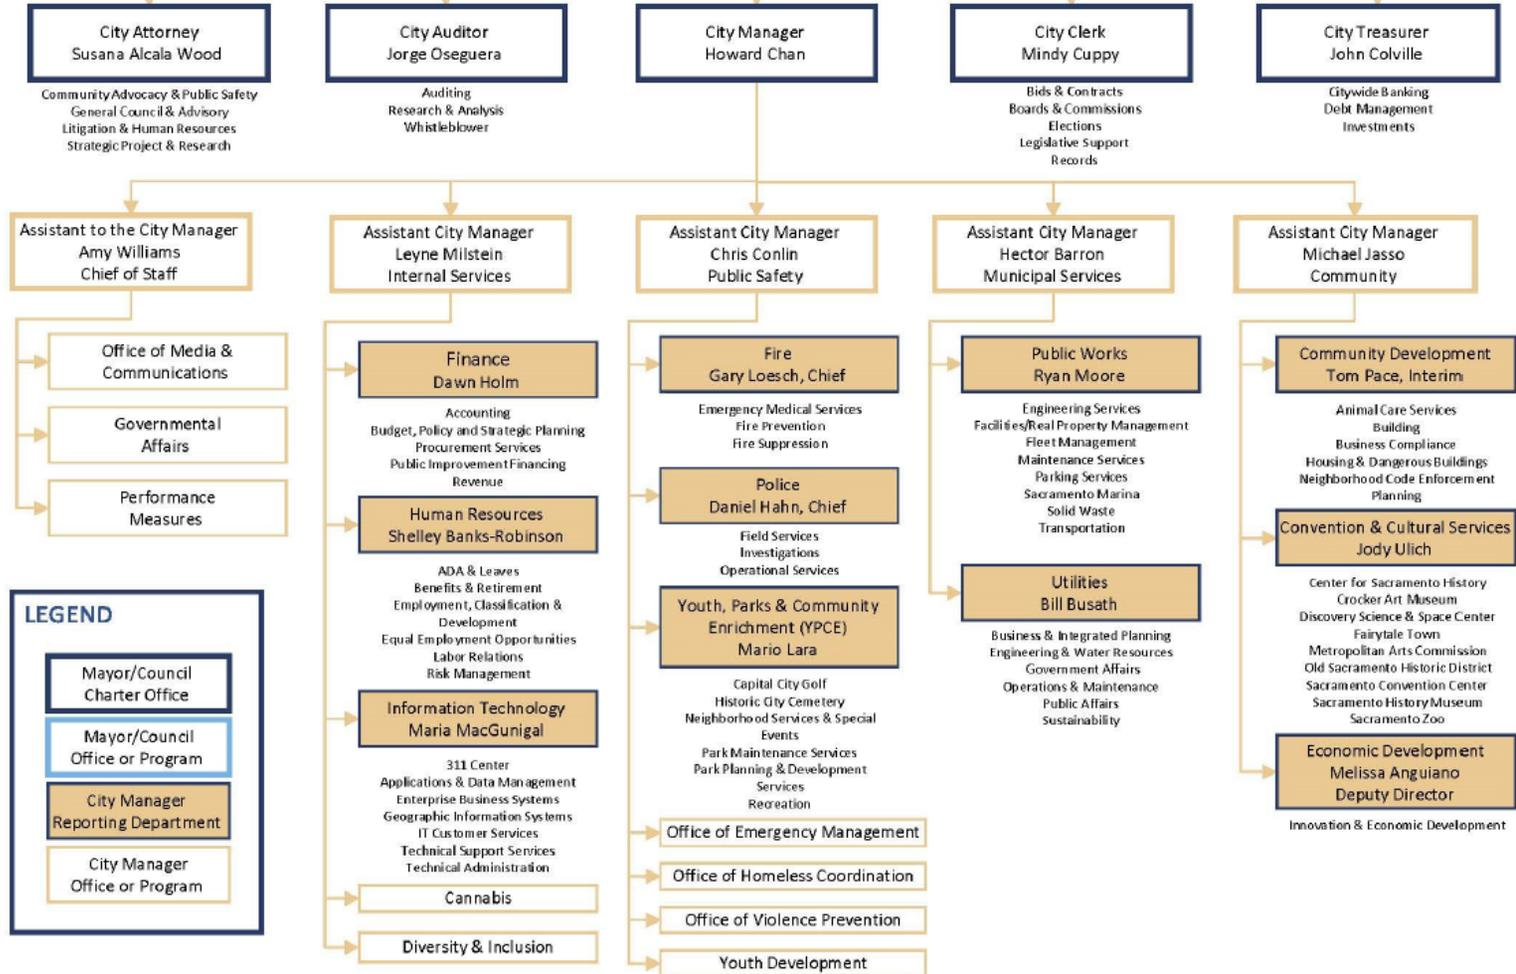 City Attorney
Susana Alcala Wood
Community Advocacy & Public Safety
General Council & Advisory
Litigation & Human Resources
Strategic Project & Research
City Auditor
Jorge Oseguera
Auditing
Research & Analysis
Whistleblower
City Manager
Howard Chan
City Clerk
Mindy Cuppy
Bids & Contracts
Boards & Commissions
Elections
Legislative Support
Records
City Treasurer
John Colville
Citywide Banking
Debt Management
Investments
Assistant to the City Manager
Amy Williams
Chief of Staff
Office of Media &
Communications
Governmental
Affairs
Performance
Measures
Assistant City Manager
Leyne Milstein
Internal Services
Finance
Dawn Holm
Accounting
Budget, Policy and Strategic Planning
Procurement Services
Public Improvement Financing
Revenue
Human Resources
Shelley Banks-Robinson
ADA & Leaves
Benefits & Retirement
Employment, Classification &
Development
Equal Employment Opportunities
Labor Relations
Risk Management
Information Technology
Maria MacGunigal
311 Center
Applications & Data Management
Enterprise Business Systems
Geographic Information Systems
IT Customer Services
Technical Support Services
Technical Administration
Cannabis
Diversity & Inclusion
Assistant City Manager
Chris Conlin
Public Safety
Fire
Gary Loesch, Chief
Emergency Medical Services
Fire Prevention
Fire Suppression
Police
Daniel Hahn, Chief
Field Services
Investigations
Operational Services
Youth, Parks & Community
Enrichment (YPCE)
Mario Lara
Capital City Golf
Historic City Cemetery
Neighborhood Services & Special
Events
Park Maintenance Services
Park Planning & Development
Services
Recreation
Office of Emergency Management
Office of Homeless Coordination
Office of Violence Prevention
Youth Development
Assistant City Manager
Hector Barron
Municipal Services
Public Works
Ryan Moore
Engineering Services
Facilities/Real Property Management
Fleet Management
Maintenance Services
Parking Services
Sacramento Marina
Solid Waste
Transportation
Utilities
Bill Busath
Business & Integrated Planning
Engineering & Water Resources
Government Affairs
Operations & Maintenance
Public Affairs
Sustainability
Assistant City Manager
Michael Jasso
Community
Community Development
Tom Pace, Interim
Animal Care Services
Building
Business Compliance
Housing & Dangerous Buildings
Neighborhood Code Enforcement
Planning
Convention & Cultural Services
Jody Ulich
Center for Sacramento History
Crocker Art Museum
Discovery Science & Space Center
Fairytale Town
Metropolitan Arts Commission
Old Sacramento Historic District
Sacramento Convention Center
Sacramento History Museum
Sacramento Zoo
Economic Development
Melissa Anguiano
Deputy Director
Innovation & Economic Development
LEGEND
Mayor/Council
Charter Office
Mayor/Council
Office or Program
City Manager
Reporting Department
City Manager
Office or Program